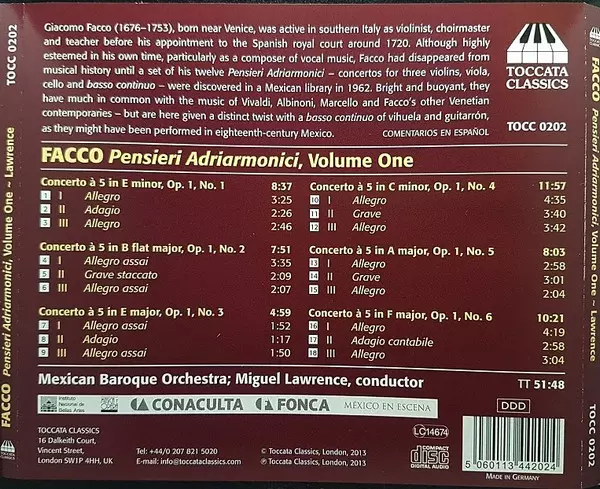 TOCC 0202
FACCO Pensieri Adriarmonici, Volume One ~ Lawrence
Giacomo Facco (1676–1753), born near Venice, was active in southern Italy as violinist, choirmaster
and teacher before his appointment to the Spanish royal court around 1720. Although highly
esteemed in his own time, particularly as a composer of vocal music, Facco had disappeared from
musical history until a set of his twelve Pensieri Adriarmonici – concertos for three violins, viola,
cello and basso continuo – were discovered in a Mexican library in 1962. Bright and buoyant, they
have much in common with the music of Vivaldi, Albinoni, Marcello and Facco's other Venetian
contemporaries – but are here given a distinct twist with a basso continuo of vihuela and guitarrón,
as they might have been performed in eighteenth-century Mexico.
COMENTARIOS EN ESPAÑOL
TOCCATA
CLASSICS
TOCC 0202
FACCO Pensieri Adriarmonici, Volume One
Concerto à 5 in E minor, Op. 1, No. 1 8:37
1 I Allegro 3:25
2 II Adagio 2:26
3 III Allegro 2:46
Concerto à 5 in B flat major, Op. 1, No. 2 7:51
4 I Allegro assai 3:35
5 II Grave staccato 2:09
6 III Allegro assai 2:07
Concerto à 5 in E major, Op. 1, No. 3 4:59
7 I Allegro assai 1:52
8 II Adagio 1:17
9 III Allegro assai 1:50
Concerto à 5 in C minor, Op. 1, No. 4 11:57
10 I Allegro 4:35
11 II Grave 3:40
12 III Allegro 3:42
Concerto à 5 in A major, Op. 1, No. 5 8:03
13 I Allegro 2:58
14 II Grave 3:01
15 III Allegro 2:04
Concerto à 5 in F major, Op. 1, No. 6 10:21
16 I Allegro 4:19
17 II Adagio cantabile 2:58
18 III Allegro 3:04
Mexican Baroque Orchestra; Miguel Lawrence, conductor TT 51:48
Instituto
Nacional de
Bellas Artes
CONACULTA
FONCA
MÉXICO EN ESCENA
DDD
TOCCATA CLASSICS
16 Dalkeith Court,
Vincent Street,
London SW1P 4HH, UK
Tel: +44/0 207 821 5020
E-mail: info@toccataclassics.com
© Toccata Classics, London, 2013
℗ Toccata Classics, London, 2013
LC14674
COMPACT
disc
DIGITAL AUDIO
5 060113 442024
MADE IN GERMANY
FACCO Pensieri Adriarmonici, Volume One ~ Lawrence
TOCC 0202